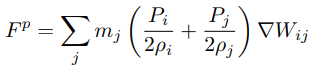 F^p = \sum_j m_j \left( \frac{P_i}{2\rho_i} + \frac{P_j}{2\rho_j} \right) \nabla W_{ij}